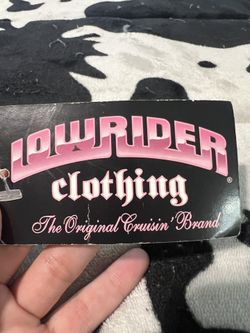 LOWRIDER®
clothing
The Original Cruisin' Brand